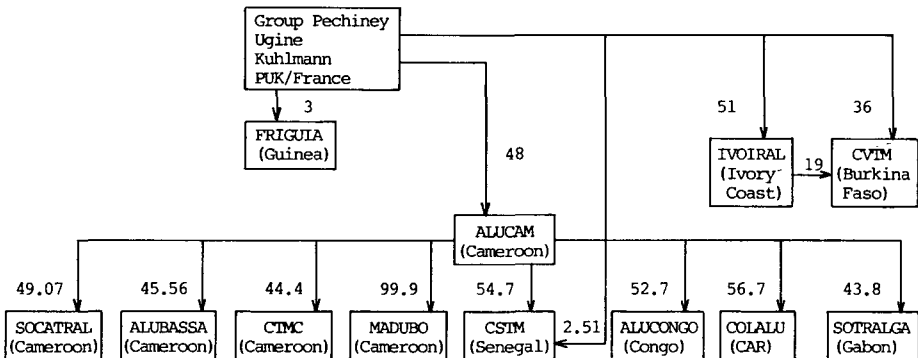 Group Pechiney
Ugine
Kuhlmann
PUK/France
3
FRIGUIA
(Guinea)
48
51
36
IVOIRAL
(Ivory
Coast)
19
CVTM
(Burkina
Faso)
ALUCAM
(Cameroon)
49.07
45.56
44.4
99.9
54.7
2.51
52.7
56.7
43.8
SOCATRAL
(Cameroon)
ALUBASSA
(Cameroon)
CTMC
(Cameroon)
MADUBO
(Cameroon)
CSTM
(Senegal)
ALUCONGO
(Congo)
COLALU
(CAR)
SOTRALGA
(Gabon)